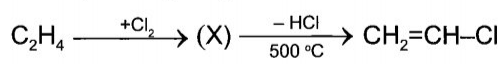 C₂H₄ —+Cl₂→ (X) —– HCl / 500 °C→ CH₂=CH–Cl